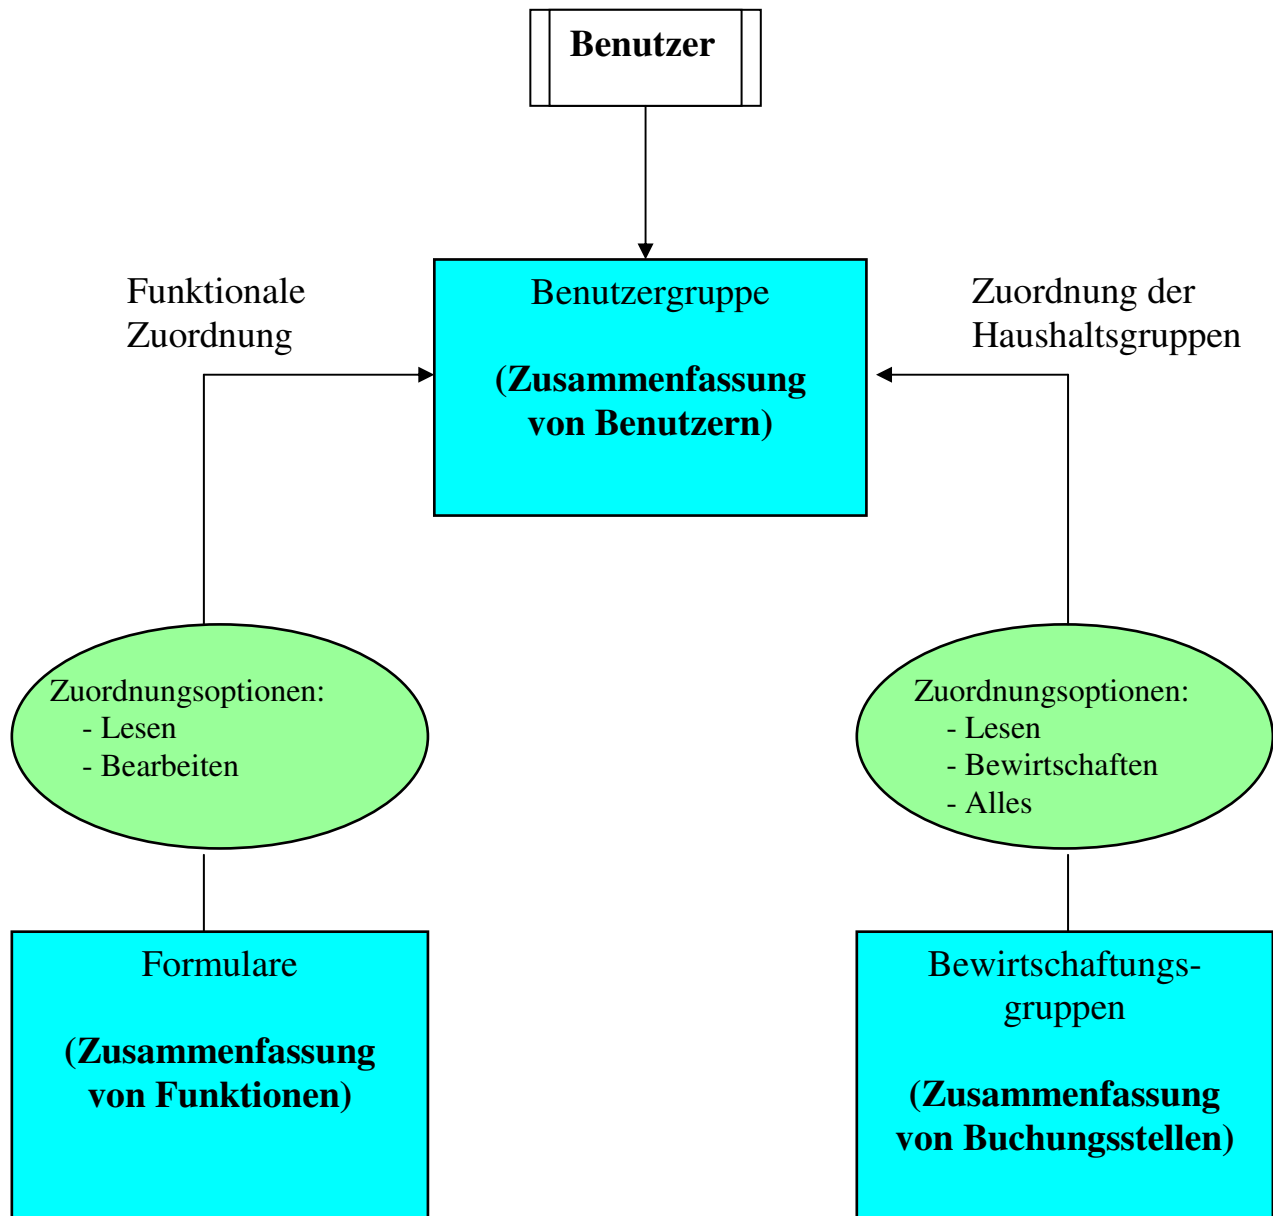 Benutzer
Funktionale
Zuordnung
Benutzergruppe
(Zusammenfassung
von Benutzern)
Zuordnung der
Haushaltsgruppen
Zuordnungsoptionen:
- Lesen
- Bearbeiten
Zuordnungsoptionen:
- Lesen
- Bewirtschaften
- Alles
Formulare
(Zusammenfassung
von Funktionen)
Bewirtschaftungs-
gruppen
(Zusammenfassung
von Buchungsstellen)